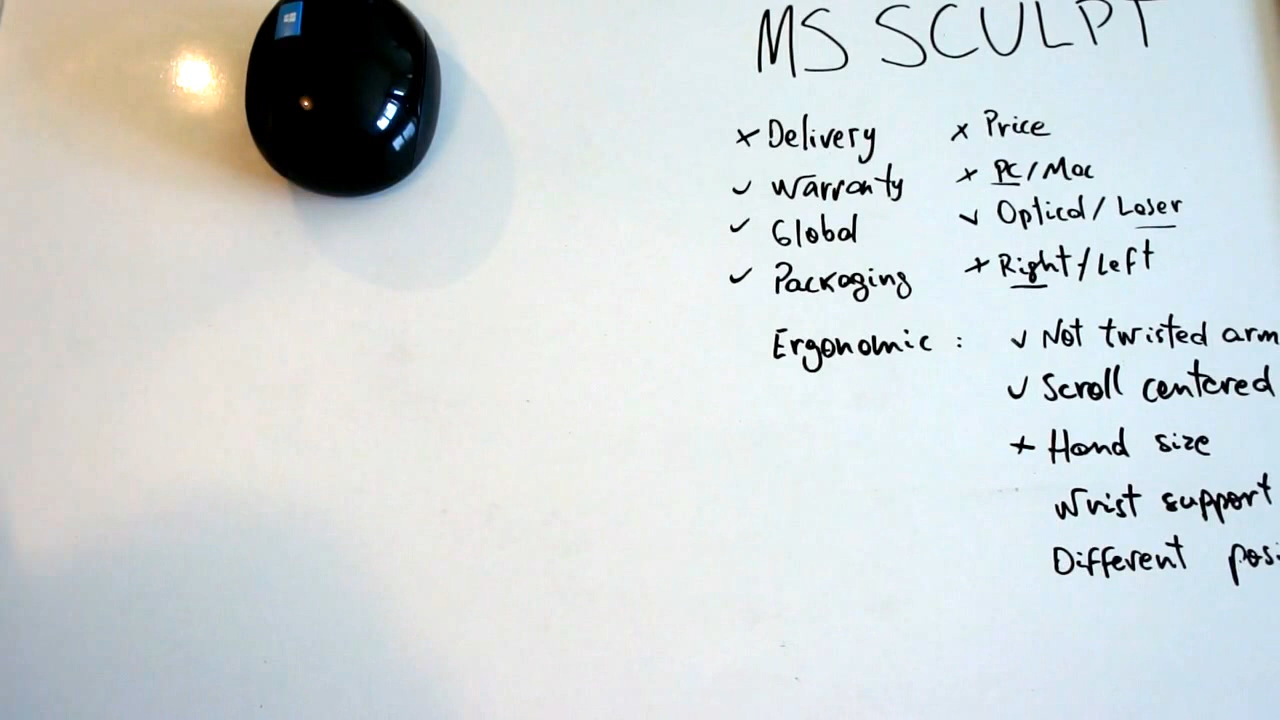 MS SCULPT
× Delivery
✓ Warranty
✓ Global
✓ Packaging
× Price
× PC/Mac
✓ Optical/Laser
× Right/Left
Ergonomic : ✓ Not twisted arm
✓ Scroll centered
× Hand size
Wrist support
Different posi